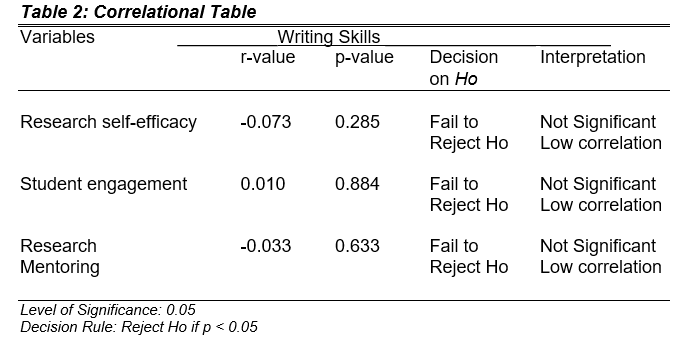 Table 2: Correlational Table
Variables Writing Skills
r-value p-value Decision Interpretation
on Ho
Research self-efficacy -0.073 0.285 Fail to Not Significant
Reject Ho Low correlation
Student engagement 0.010 0.884 Fail to Not Significant
Reject Ho Low correlation
Research -0.033 0.633 Fail to Not Significant
Mentoring Reject Ho Low correlation
Level of Significance: 0.05
Decision Rule: Reject Ho if p < 0.05